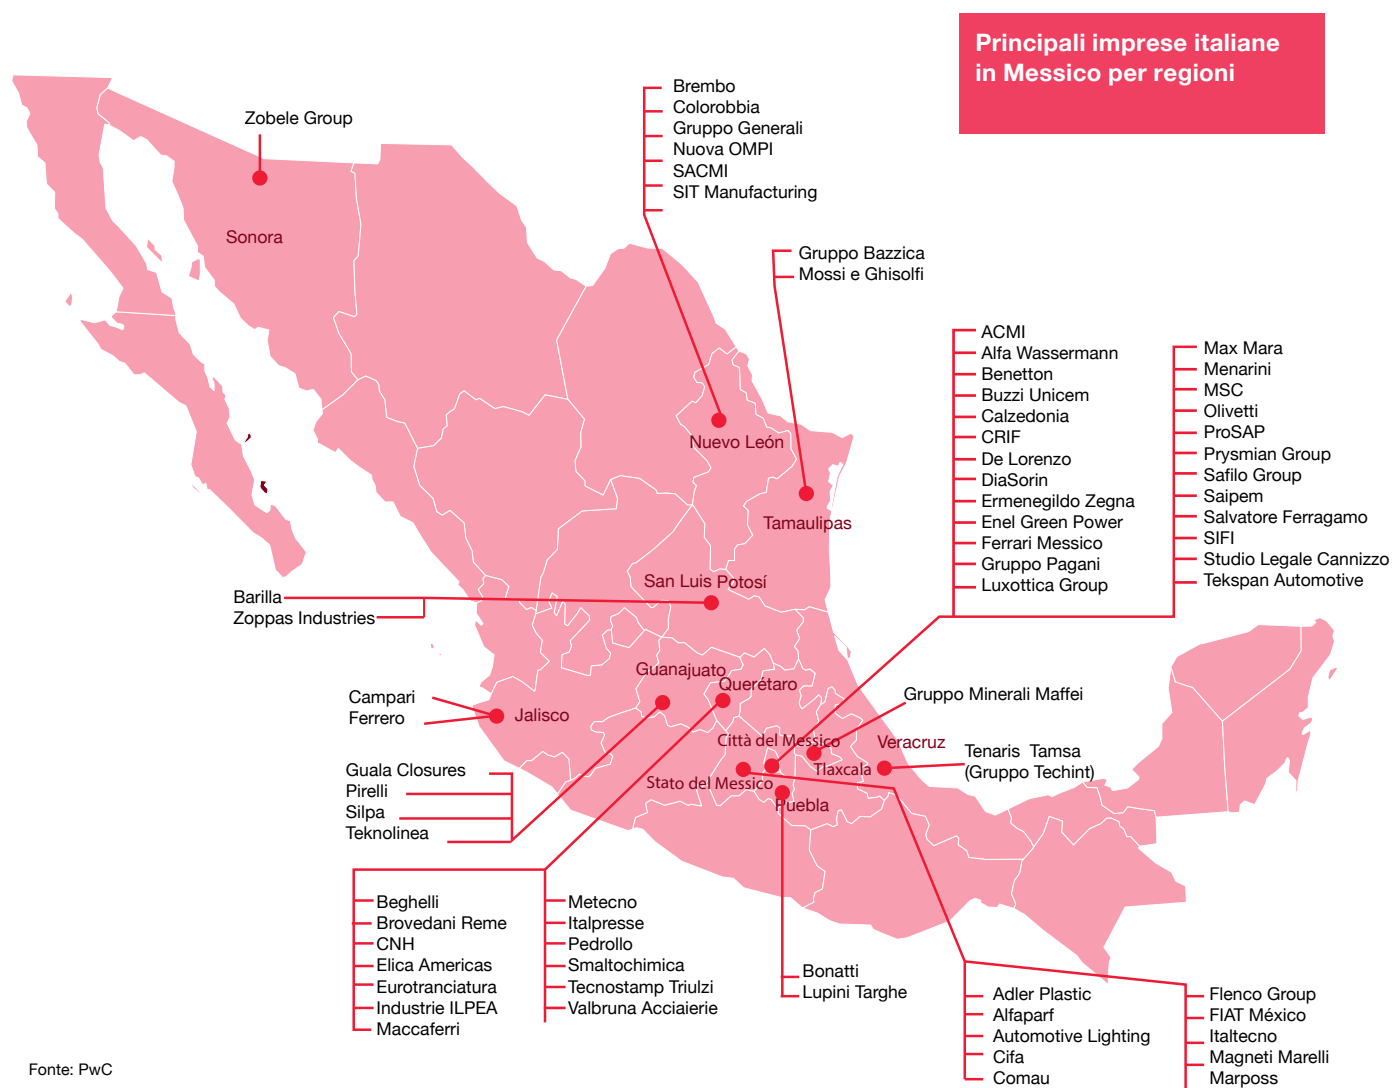 Principali imprese italiane
in Messico per regioni
Zobele Group
Sonora
Brembo
Colorobbia
Gruppo Generali
Nuova OMPI
SACMI
SIT Manufacturing
Nuevo León
Gruppo Bazzica
Mossi e Ghisolfi
Tamaulipas
ACMI
Alfa Wassermann
Benetton
Buzzi Unicem
Calzedonia
CRIF
De Lorenzo
DiaSorin
Ermenegildo Zegna
Enel Green Power
Ferrari Messico
Gruppo Pagani
Luxottica Group
Max Mara
Menarini
MSC
Olivetti
ProSAP
Prysmian Group
Safilo Group
Saipem
Salvatore Ferragamo
SIFI
Studio Legale Cannizzo
Tekspan Automotive
San Luis Potosí
Barilla
Zoppas Industries
Guanajuato
Querétaro
Campari
Ferrero
Jalisco
Gruppo Minerali Maffei
Città del Messico
Veracruz
Tenaris Tamsa
(Gruppo Techint)
Tlaxcala
Stato del Messico
Puebla
Guala Closures
Pirelli
Silpa
Teknolinea
Beghelli
Brovedani Reme
CNH
Elica Americas
Eurotranciatura
Industrie ILPEA
Maccaferri
Metecno
Italpresse
Pedrollo
Smaltochimica
Tecnostamp Triulzi
Valbruna Acciaierie
Bonatti
Lupini Targhe
Adler Plastic
Alfaparf
Automotive Lighting
Cifa
Comau
Flenco Group
FIAT México
Italtecno
Magneti Marelli
Marposs
Fonte: PwC